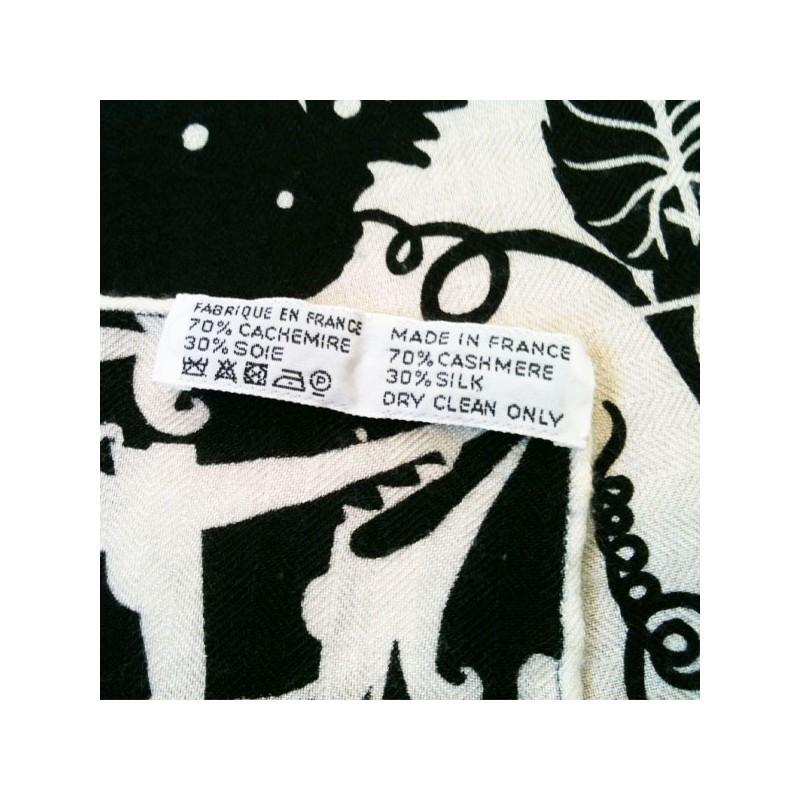 FABRIQUE EN FRANCE
70% CACHEMIRE
30% SOIE
P
MADE IN FRANCE
70% CASHMERE
30% SILK
DRY CLEAN ONLY